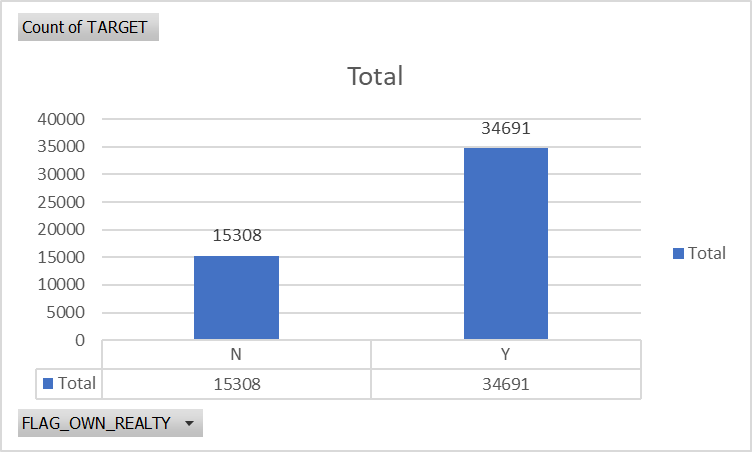 Count of TARGET
Total
40000
35000
30000
25000
20000
15000
10000
5000
0
15308
34691
Total
N Y
Total 15308 34691
FLAG_OWN_REALTY